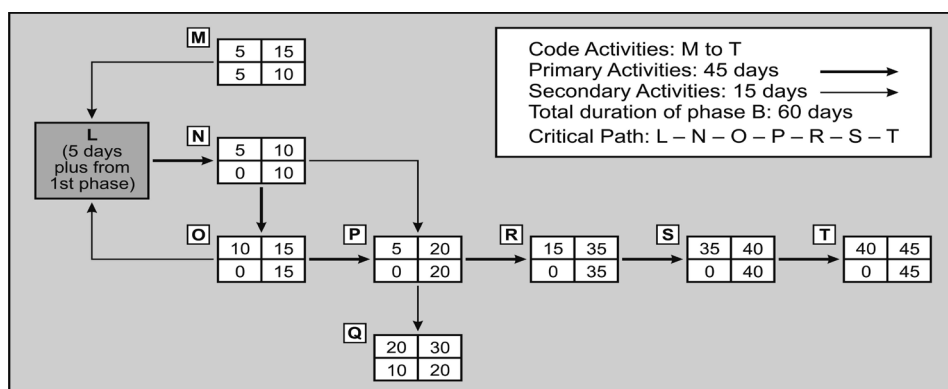 M
5 15
5 10
Code Activities: M to T
Primary Activities: 45 days
Secondary Activities: 15 days
Total duration of phase B: 60 days
Critical Path: L – N – O – P – R – S – T
L
(5 days
plus from
1st phase)
N
5 10
0 10
O
10 15
0 15
P
5 20
0 20
R
15 35
0 35
S
35 40
0 40
T
40 45
0 45
Q
20 30
10 20